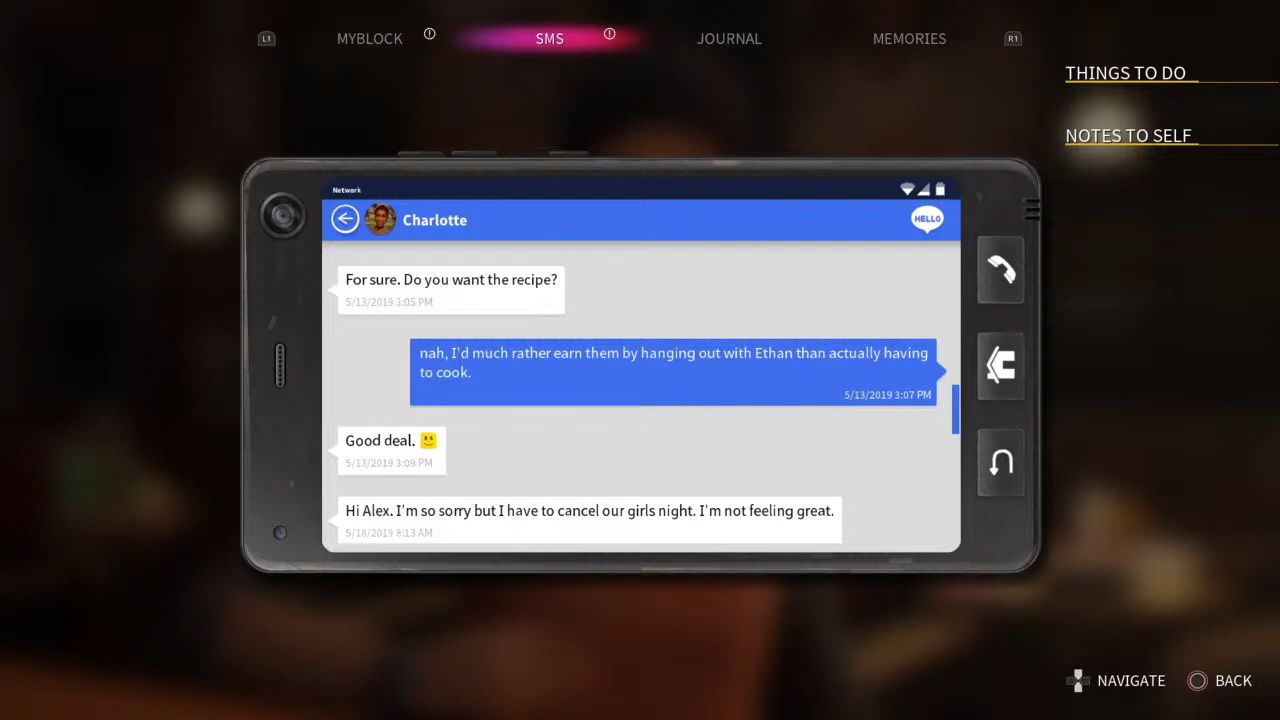 L1
MYBLOCK
SMS
JOURNAL
MEMORIES
R1
THINGS TO DO
NOTES TO SELF
Network
Charlotte
HELLO
For sure. Do you want the recipe?
5/13/2019 3:05 PM
nah, I'd much rather earn them by hanging out with Ethan than actually having
to cook.
5/13/2019 3:07 PM
Good deal. 🙂
5/13/2019 3:09 PM
Hi Alex. I'm so sorry but I have to cancel our girls night. I'm not feeling great.
5/18/2019 8:13 AM
NAVIGATE
BACK